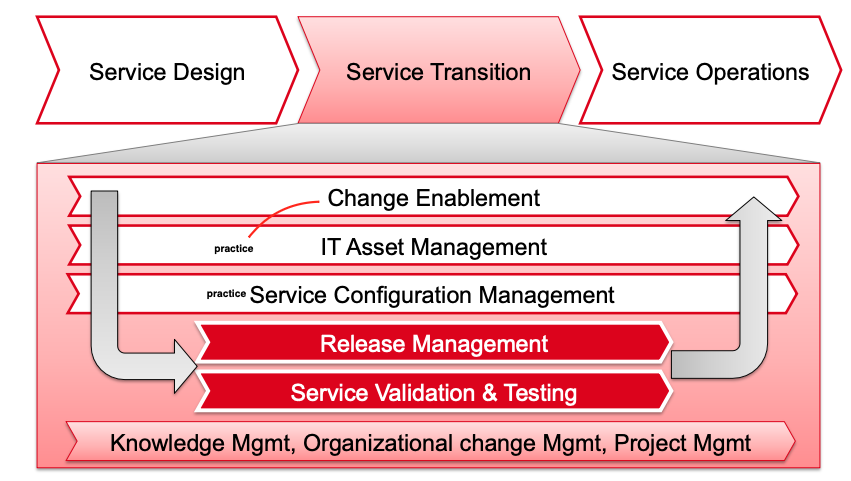 Service Design
Service Transition
Service Operations
Change Enablement
practice
IT Asset Management
practice
Service Configuration Management
Release Management
Service Validation & Testing
Knowledge Mgmt, Organizational change Mgmt, Project Mgmt